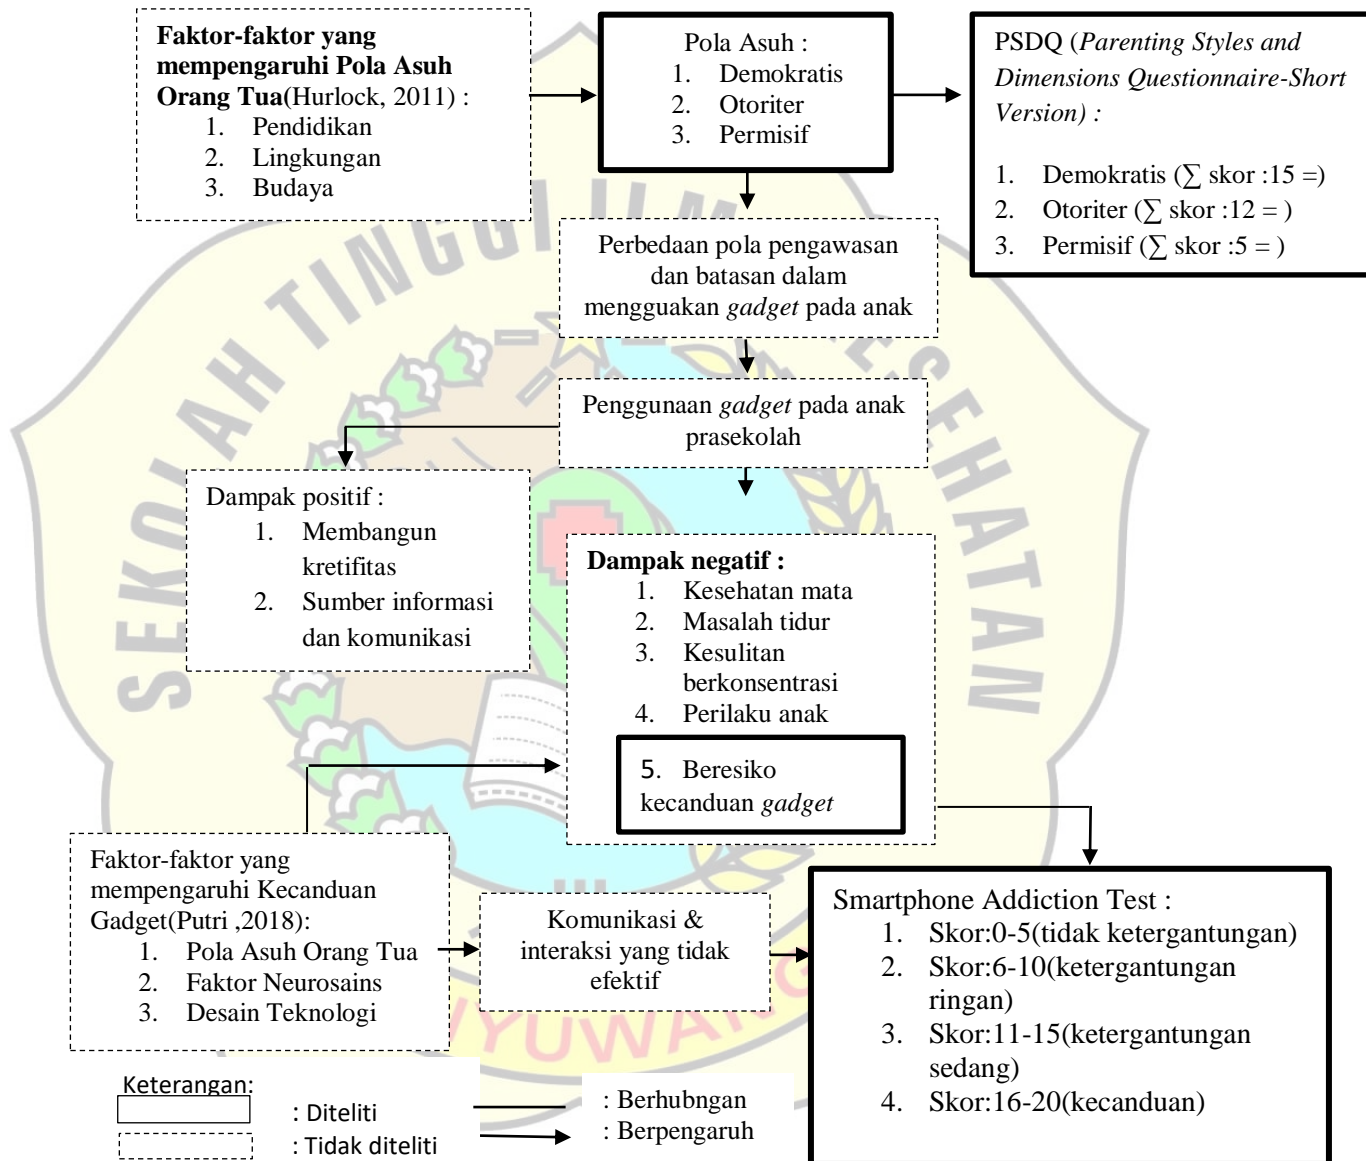 Faktor-faktor yang
mempengaruhi Pola Asuh
Orang Tua(Hurlock, 2011) :
1. Pendidikan
2. Lingkungan
3. Budaya
Pola Asuh :
1. Demokratis
2. Otoriter
3. Permisif
PSDQ (Parenting Styles and
Dimensions Questionnaire-Short
Version) :
1. Demokratis (∑ skor :15 =)
2. Otoriter (∑ skor :12 = )
3. Permisif (∑ skor :5 = )
Perbedaan pola pengawasan
dan batasan dalam
mengguakan gadget pada anak
Penggunaan gadget pada anak
prasekolah
Dampak positif :
1. Membangun
kretifitas
2. Sumber informasi
dan komunikasi
Dampak negatif :
1. Kesehatan mata
2. Masalah tidur
3. Kesulitan
berkonsentrasi
4. Perilaku anak
5. Beresiko
kecanduan gadget
Faktor-faktor yang
mempengaruhi Kecanduan
Gadget(Putri ,2018):
1. Pola Asuh Orang Tua
2. Faktor Neurosains
3. Desain Teknologi
Komunikasi &
interaksi yang tidak
efektif
Smartphone Addiction Test :
1. Skor:0-5(tidak ketergantungan)
2. Skor:6-10(ketergantungan
ringan)
3. Skor:11-15(ketergantungan
sedang)
4. Skor:16-20(kecanduan)
Keterangan:
: Diteliti
: Tidak diteliti
: Berhubngan
: Berpengaruh
SEKOLAH TINGGI ILMU KESEHATAN